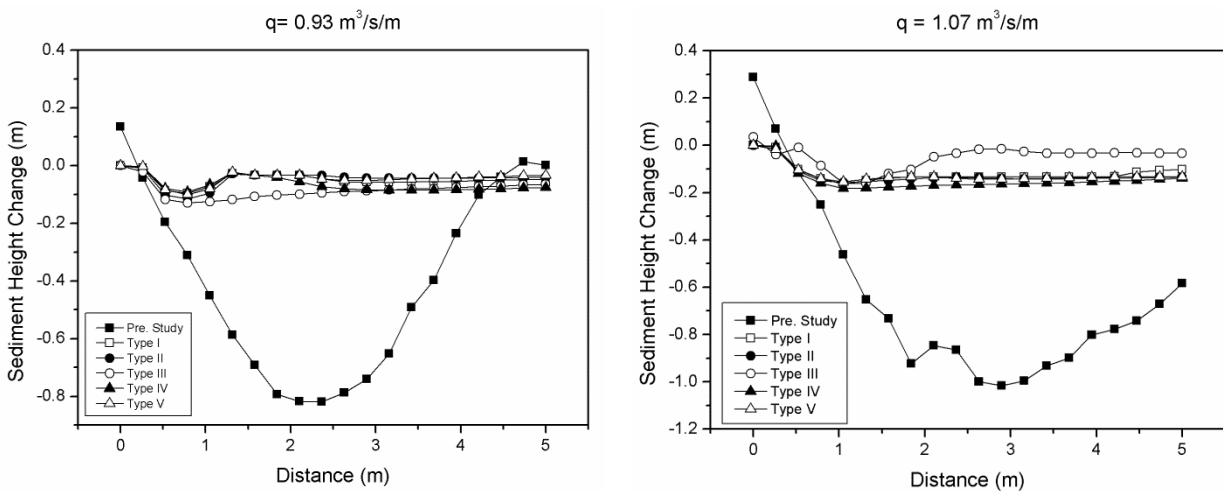 q= 0.93 m³/s/m
0.4
0.2
0.0
-0.2
-0.4
-0.6
-0.8
Sediment Height Change (m)
Pre. Study
Type I
Type II
Type III
Type IV
Type V
0 1 2 3 4 5
Distance (m)
q = 1.07 m³/s/m
0.4
0.2
0.0
-0.2
-0.4
-0.6
-0.8
-1.0
-1.2
Sediment Height Change (m)
Pre. Study
Type I
Type II
Type III
Type IV
Type V
0 1 2 3 4 5
Distance (m)